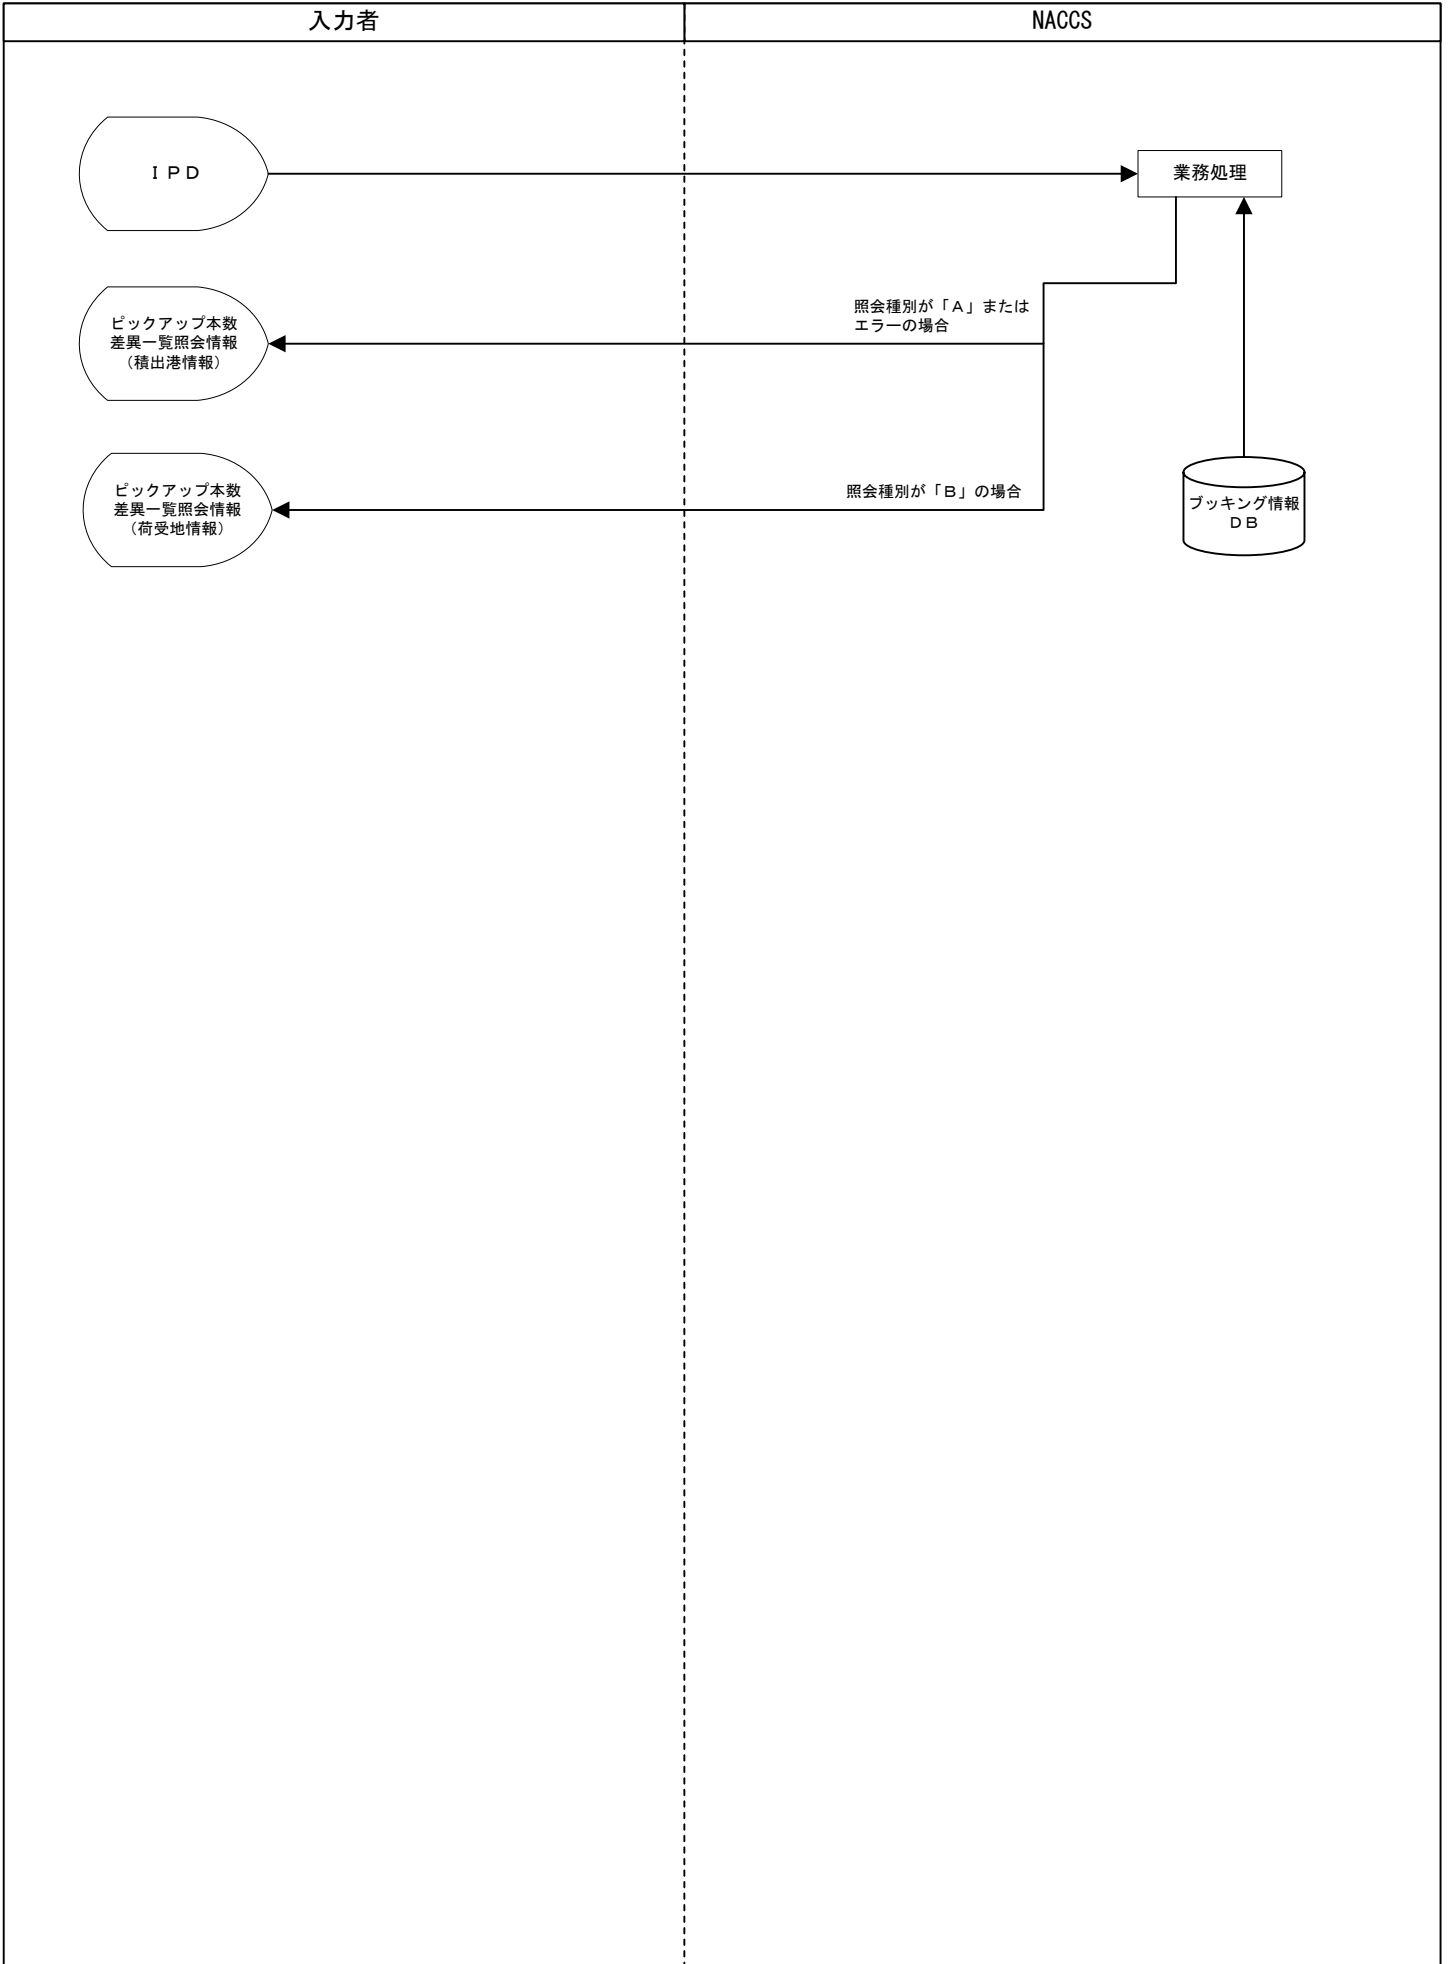 入力者
NACCS
ＩＰＤ
業務処理
ピックアップ本数
差異一覧照会情報
（積出港情報）
照会種別が「Ａ」または
エラーの場合
ピックアップ本数
差異一覧照会情報
（荷受地情報）
照会種別が「Ｂ」の場合
ブッキング情報
ＤＢ